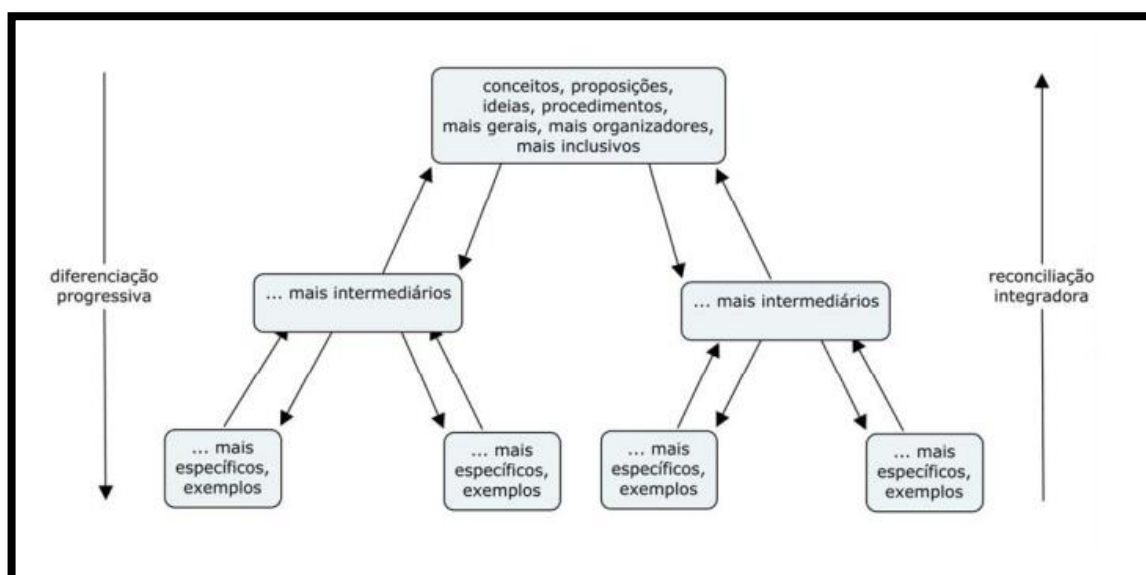 conceitos, proposições,
ideias, procedimentos,
mais gerais, mais organizadores,
mais inclusivos
diferenciação
progressiva
... mais intermediários
... mais intermediários
reconciliação
integradora
... mais
específicos,
exemplos
... mais
específicos,
exemplos
... mais
específicos,
exemplos
... mais
específicos,
exemplos